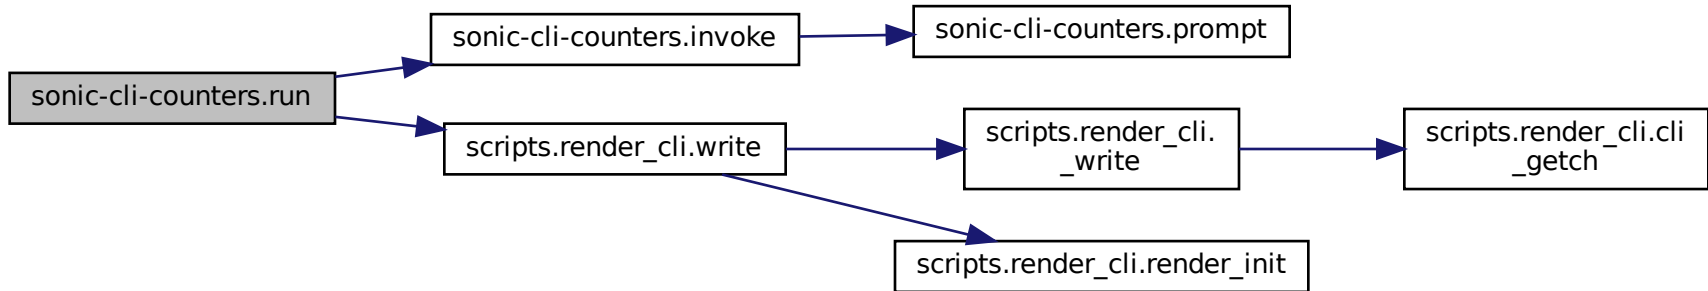 sonic-cli-counters.run
sonic-cli-counters.invoke
sonic-cli-counters.prompt
scripts.render_cli.write
scripts.render_cli.
_write
scripts.render_cli.cli
_getch
scripts.render_cli.render_init